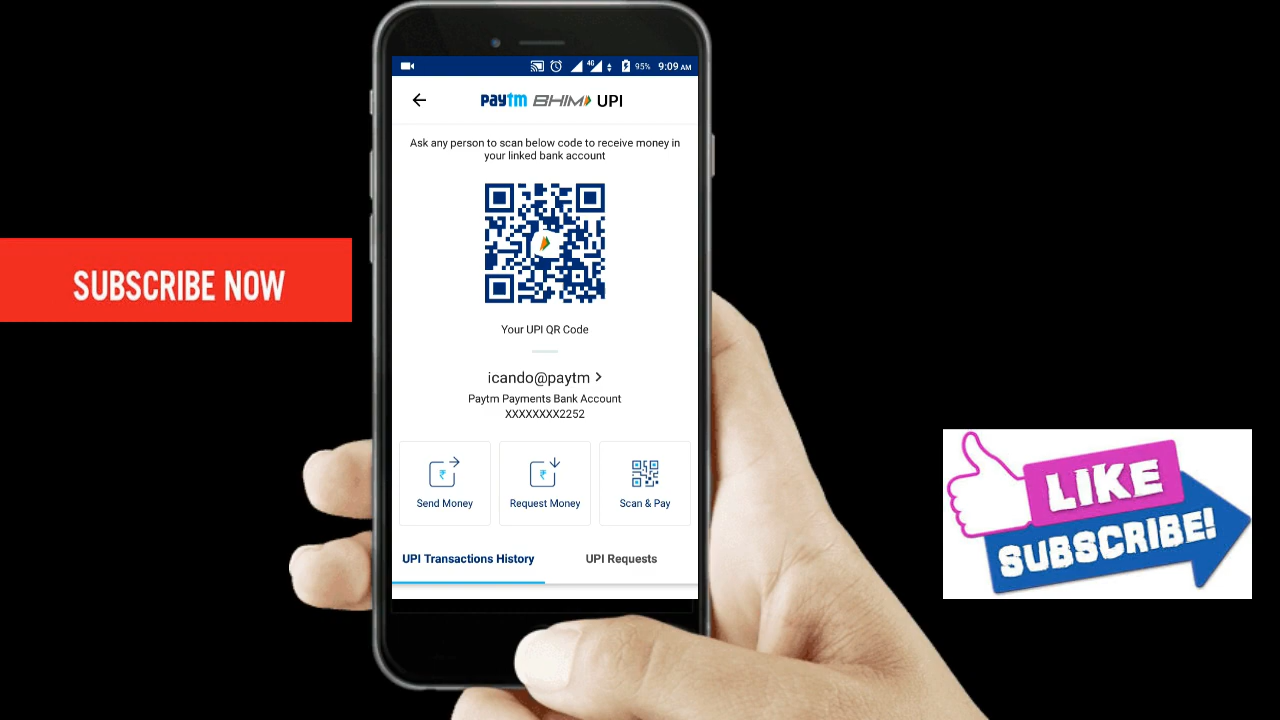 4G 95% 9:09 AM
Paytm BHIM UPI
Ask any person to scan below code to receive money in
your linked bank account
Your UPI QR Code
icando@paytm >
Paytm Payments Bank Account
XXXXXXXX2252
Send Money
Request Money
Scan & Pay
UPI Transactions History
UPI Requests
SUBSCRIBE NOW
LIKE
SUBSCRIBE!